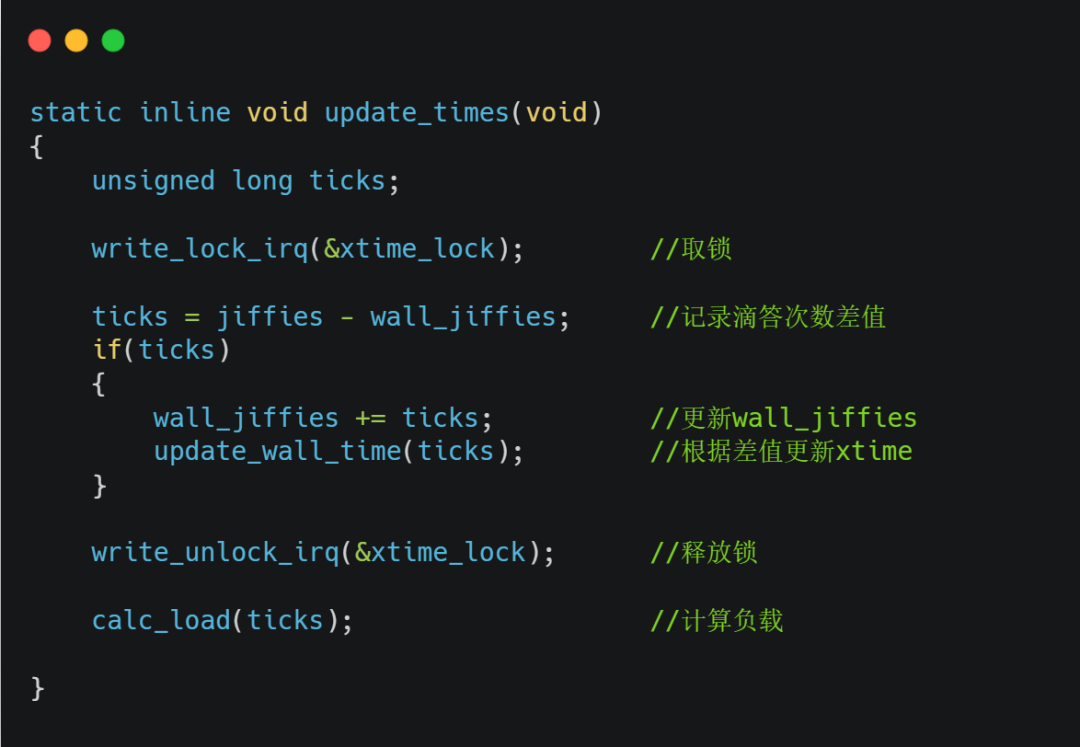 static inline void update_times(void)
{
    unsigned long ticks;
    write_lock_irq(&xtime_lock);        //取锁
    ticks = jiffies - wall_jiffies;     //记录滴答次数差值
    if(ticks)
    {
        wall_jiffies += ticks;          //更新wall_jiffies
        update_wall_time(ticks);        //根据差值更新xtime
    }
    write_unlock_irq(&xtime_lock);      //释放锁
    calc_load(ticks);                   //计算负载
}